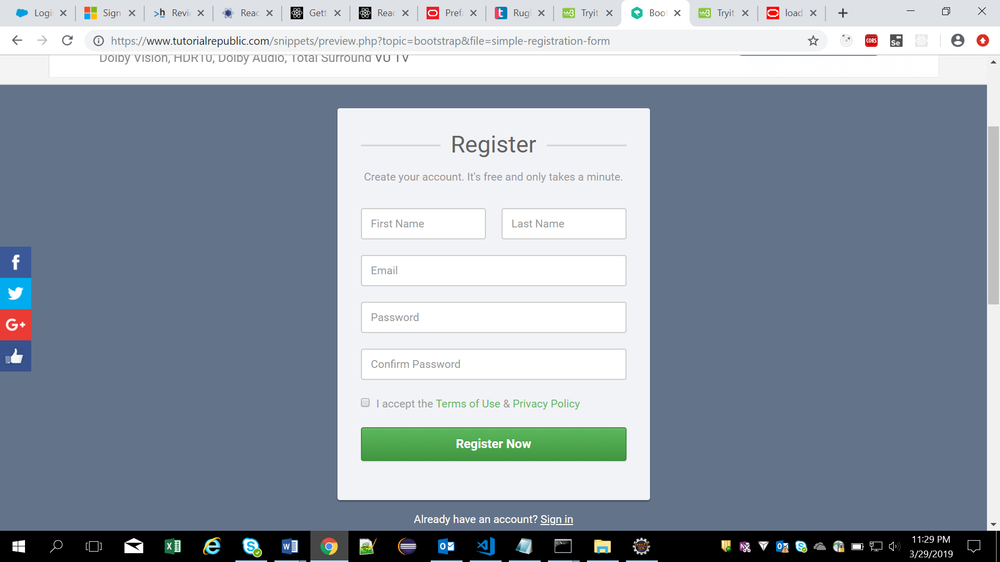 Logi
Sign
Revi
Reac
Gett
Reac
Prefa
Rugl
Tryit
Boot
Tryit
load
https://www.tutorialrepublic.com/snippets/preview.php?topic=bootstrap&file=simple-registration-form
CORS
Se
Dolby Vision, HDR10, Dolby Audio, Total Surround VU TV
Register
Create your account. It's free and only takes a minute.
First Name
Last Name
Email
Password
Confirm Password
I accept the Terms of Use & Privacy Policy
Register Now
Already have an account? Sign in
11:29 PM
3/29/2019